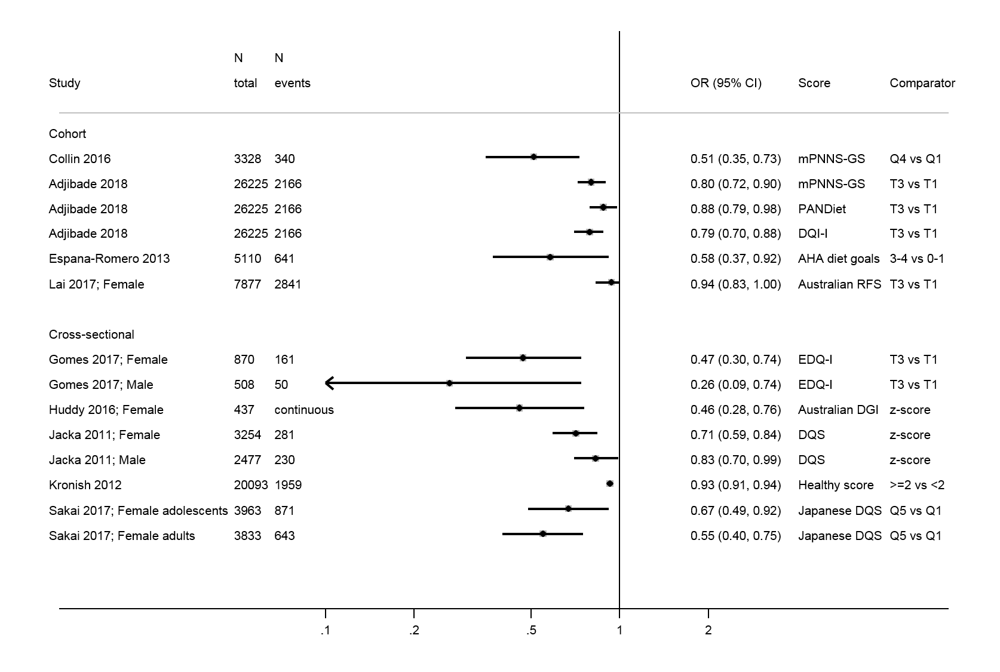 N N
Study total events OR (95% CI) Score Comparator
Cohort
Collin 2016 3328 340 0.51 (0.35, 0.73) mPNNS-GS Q4 vs Q1
Adjibade 2018 26225 2166 0.80 (0.72, 0.90) mPNNS-GS T3 vs T1
Adjibade 2018 26225 2166 0.88 (0.79, 0.98) PANDiet T3 vs T1
Adjibade 2018 26225 2166 0.79 (0.70, 0.88) DQI-I T3 vs T1
Espana-Romero 2013 5110 641 0.58 (0.37, 0.92) AHA diet goals 3-4 vs 0-1
Lai 2017; Female 7877 2841 0.94 (0.83, 1.00) Australian RFS T3 vs T1
Cross-sectional
Gomes 2017; Female 870 161 0.47 (0.30, 0.74) EDQ-I T3 vs T1
Gomes 2017; Male 508 50 0.26 (0.09, 0.74) EDQ-I T3 vs T1
Huddy 2016; Female 437 continuous 0.46 (0.28, 0.76) Australian DGI z-score
Jacka 2011; Female 3254 281 0.71 (0.59, 0.84) DQS z-score
Jacka 2011; Male 2477 230 0.83 (0.70, 0.99) DQS z-score
Kronish 2012 20093 1959 0.93 (0.91, 0.94) Healthy score >=2 vs <2
Sakai 2017; Female adolescents 3963 871 0.67 (0.49, 0.92) Japanese DQS Q5 vs Q1
Sakai 2017; Female adults 3833 643 0.55 (0.40, 0.75) Japanese DQS Q5 vs Q1
.1 .2 .5 1 2